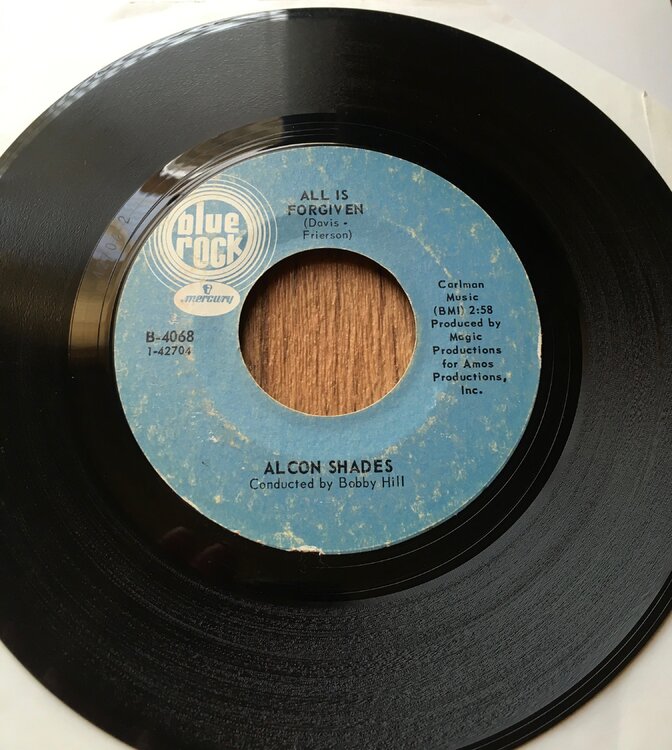 ALL IS
FORGIVEN
(Davis -
Frierson)
blue
rock
mercury
B-4068
1-42704
Carlman
Music
(BMI) 2:58
Produced by
Magic
Productions
for Amos
Productions,
Inc.
ALCON SHADES
Conducted by Bobby Hill